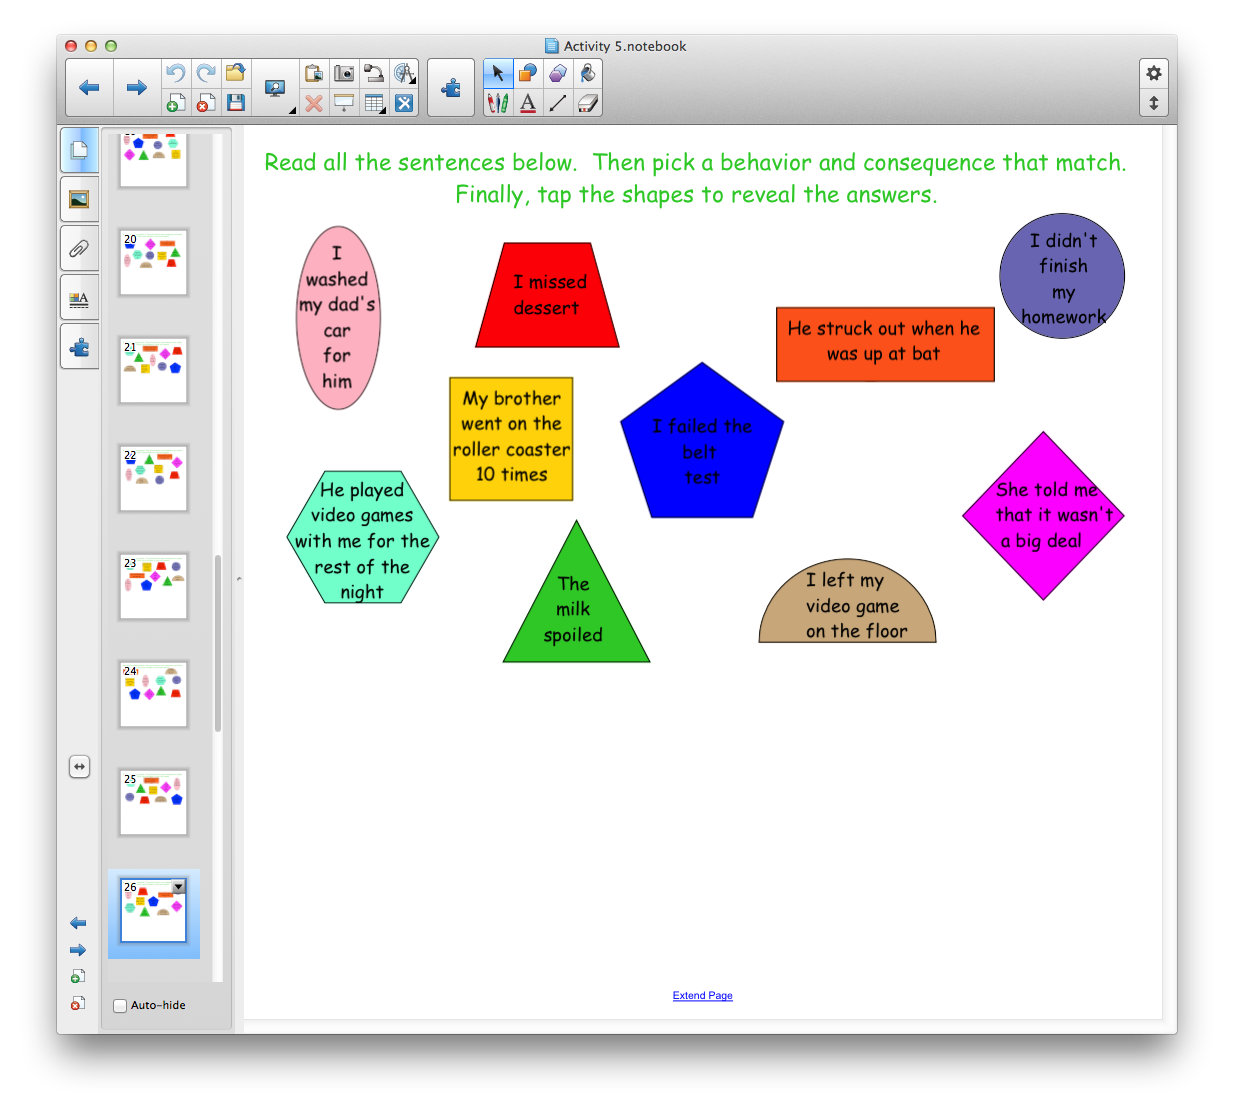 Activity 5.notebook
Read all the sentences below. Then pick a behavior and consequence that match.
Finally, tap the shapes to reveal the answers.
I
washed
my dad's
car
for
him
I missed
dessert
I didn't
finish
my
homework
He struck out when he
was up at bat
My brother
went on the
roller coaster
10 times
I failed the
belt
test
He played
video games
with me for the
rest of the
night
She told me
that it wasn't
a big deal
The
milk
spoiled
I left my
video game
on the floor
20
21
22
23
24
25
26
Auto-hide
Extend Page